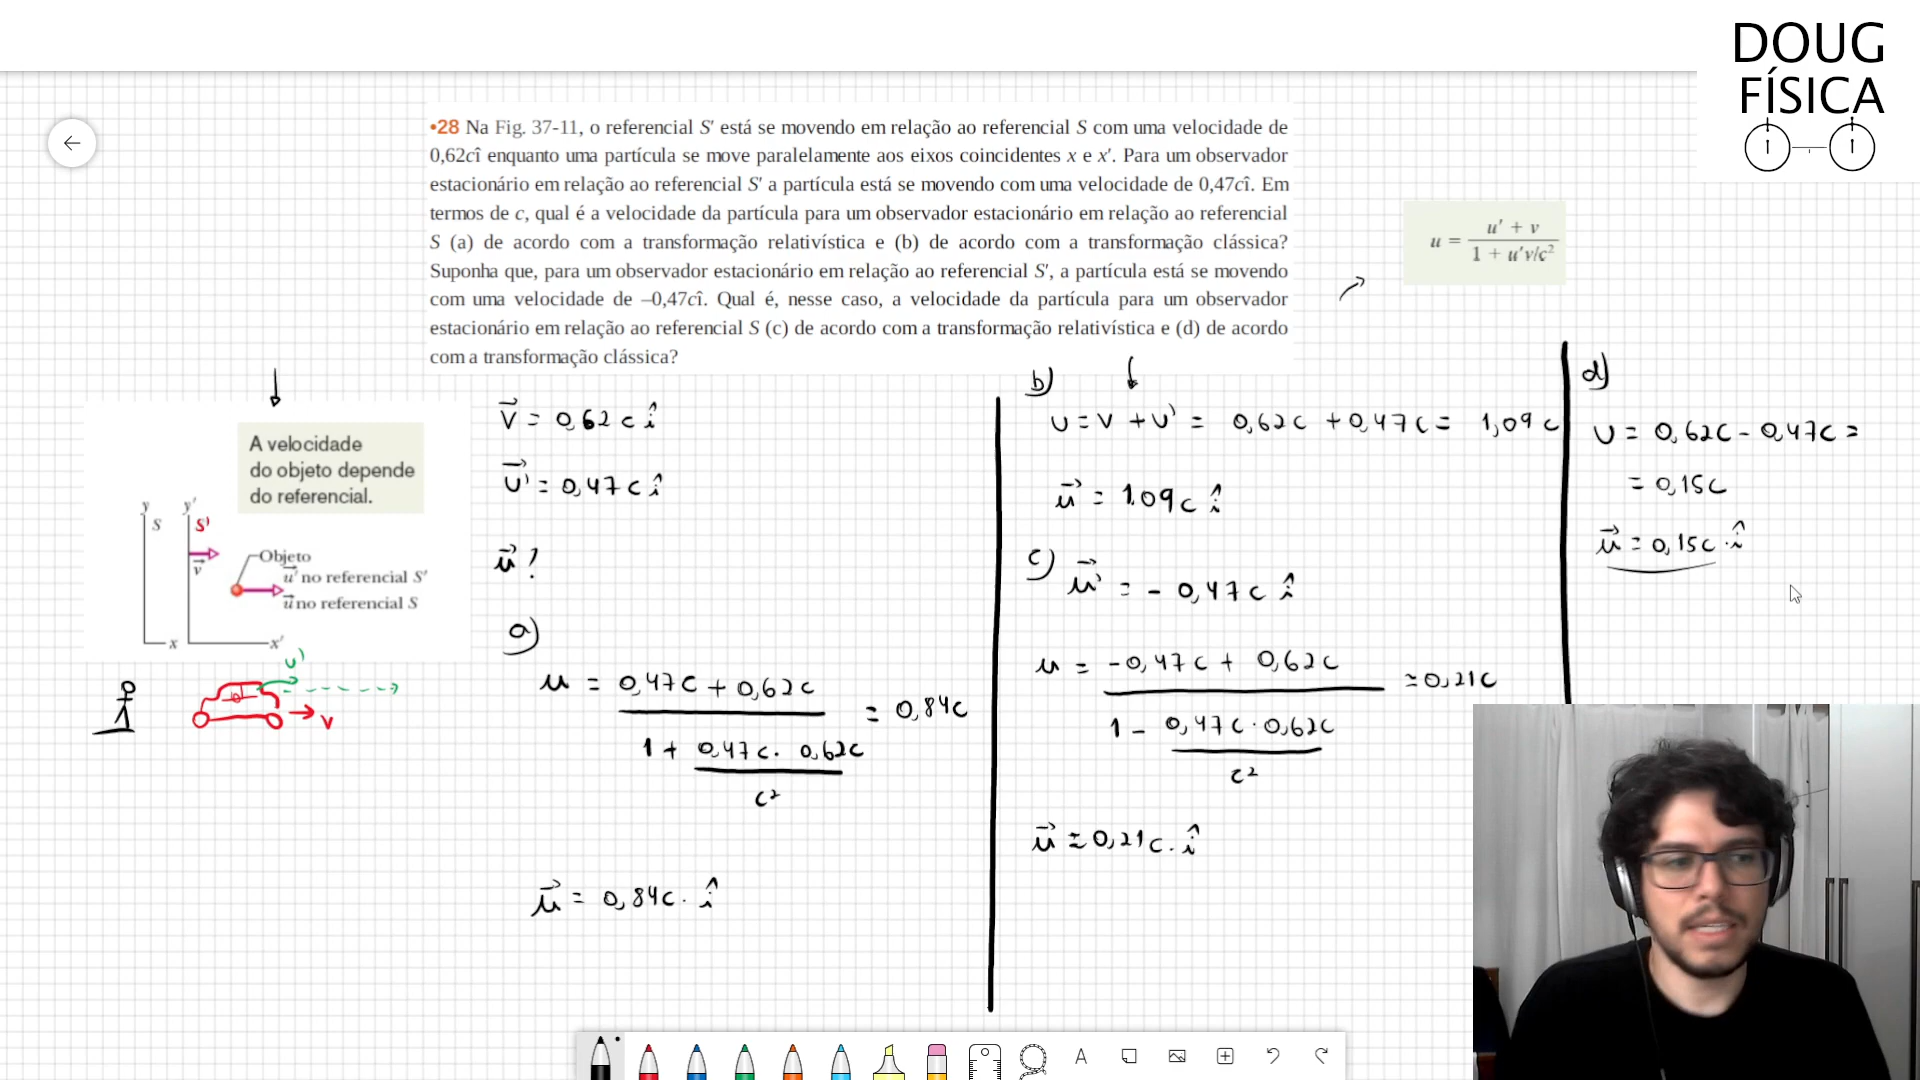 DOUG
FÍSICA
•28 Na Fig. 37-11, o referencial S′ está se movendo em relação ao referencial S com uma velocidade de
0,62cî enquanto uma partícula se move paralelamente aos eixos coincidentes x e x′. Para um observador
estacionário em relação ao referencial S′ a partícula está se movendo com uma velocidade de 0,47cî. Em
termos de c, qual é a velocidade da partícula para um observador estacionário em relação ao referencial
S (a) de acordo com a transformação relativística e (b) de acordo com a transformação clássica?
Suponha que, para um observador estacionário em relação ao referencial S′, a partícula está se movendo
com uma velocidade de –0,47cî. Qual é, nesse caso, a velocidade da partícula para um observador
estacionário em relação ao referencial S (c) de acordo com a transformação relativística e (d) de acordo
com a transformação clássica?
u = (u′ + v) / (1 + u′v/c²)
A velocidade
do objeto depende
do referencial.
y y′
S S'
v⃗
Objeto
u⃗′ no referencial S′
u⃗ no referencial S
x x′
u'
v
v⃗ = 0,62 c î
u⃗' = 0,47 c î
u⃗ ?
a)
u = (0,47c + 0,62c) / (1 + (0,47c . 0,62c) / c²) = 0,84c
u⃗ = 0,84c . î
b)
u = v + u' = 0,62c + 0,47c = 1,09c
u⃗ = 1,09c î
c)
u⃗' = - 0,47c î
u = (-0,47c + 0,62c) / (1 - (0,47c . 0,62c) / c²) ≈ 0,21c
u⃗ ≈ 0,21c . î
d)
u = 0,62c - 0,47c =
= 0,15c
u⃗ = 0,15c . î
A